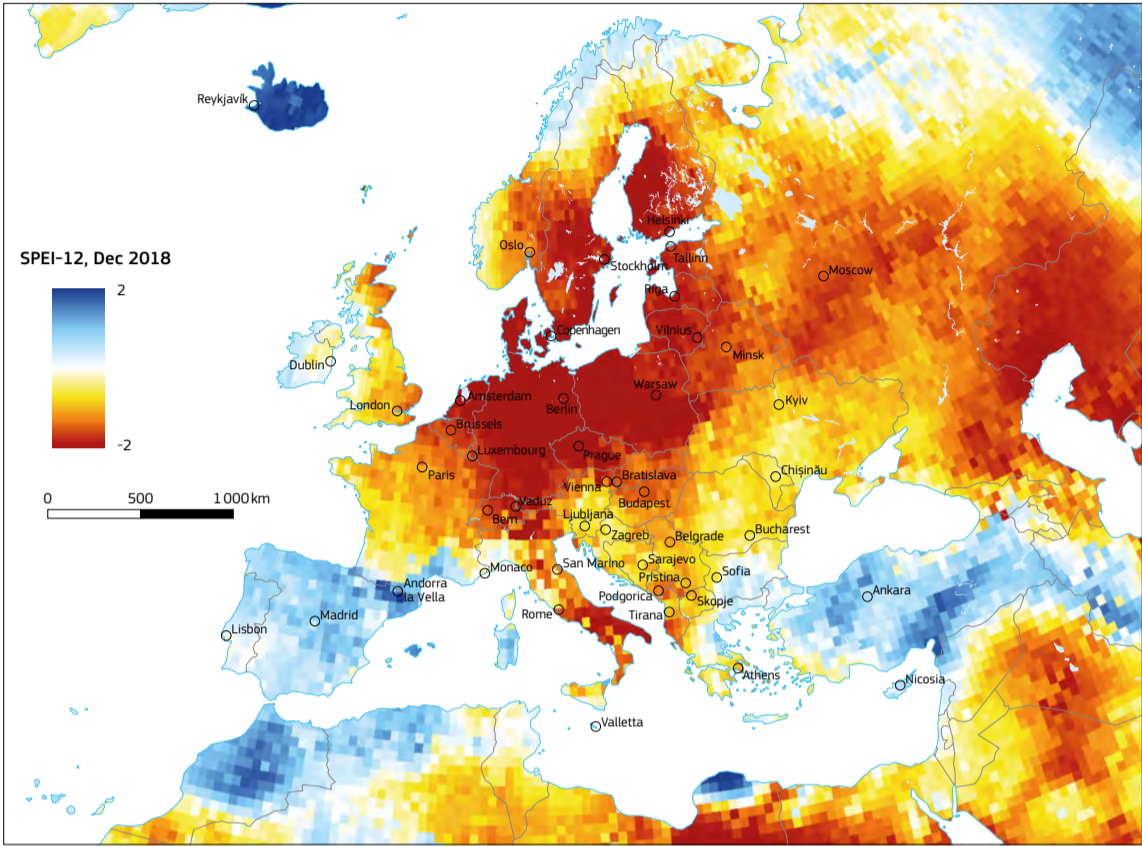 Reykjavík
SPEI-12, Dec 2018
2
-2
0 500 1000 km
Oslo
Helsinki
Stockholm
Tallinn
Riga
Moscow
Copenhagen
Vilnius
Minsk
Dublin
London
Amsterdam
Berlin
Warsaw
Kyiv
Brussels
Luxembourg
Prague
Paris
Vienna
Bratislava
Budapest
Chişinău
Vaduz
Bern
Ljubljana
Zagreb
Belgrade
Bucharest
Monaco
San Marino
Sarajevo
Pristina
Sofia
Andorra
la Vella
Podgorica
Skopje
Ankara
Madrid
Lisbon
Rome
Tirana
Athens
Nicosia
Valletta